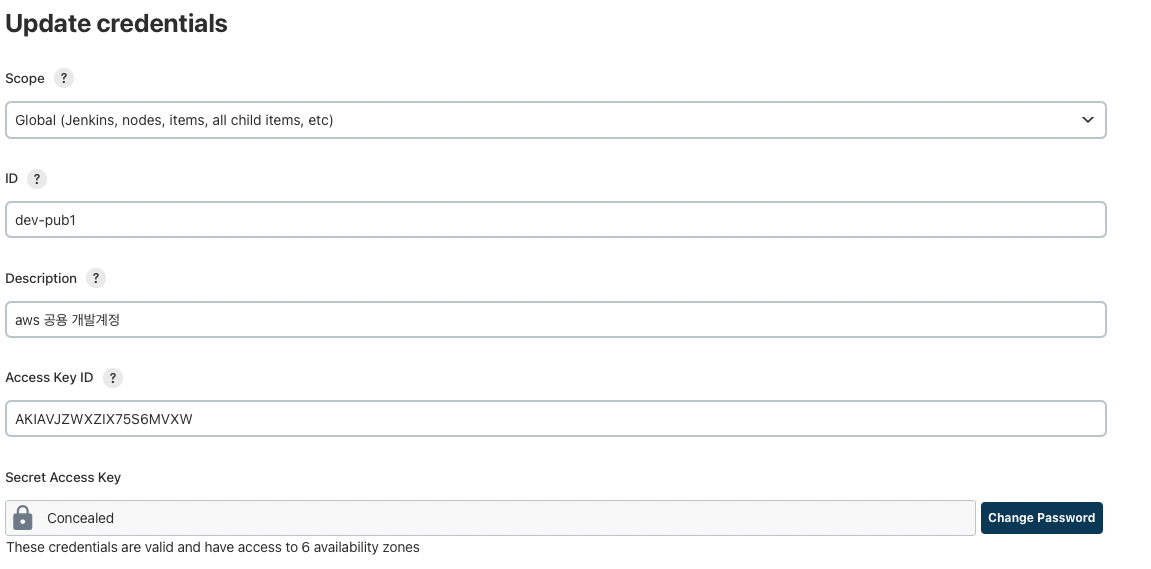 Update credentials
Scope ?
Global (Jenkins, nodes, items, all child items, etc)
ID ?
dev-pub1
Description ?
aws 공용 개발계정
Access Key ID ?
AKIAVJZWXZIX75S6MVXW
Secret Access Key
Concealed
Change Password
These credentials are valid and have access to 6 availability zones